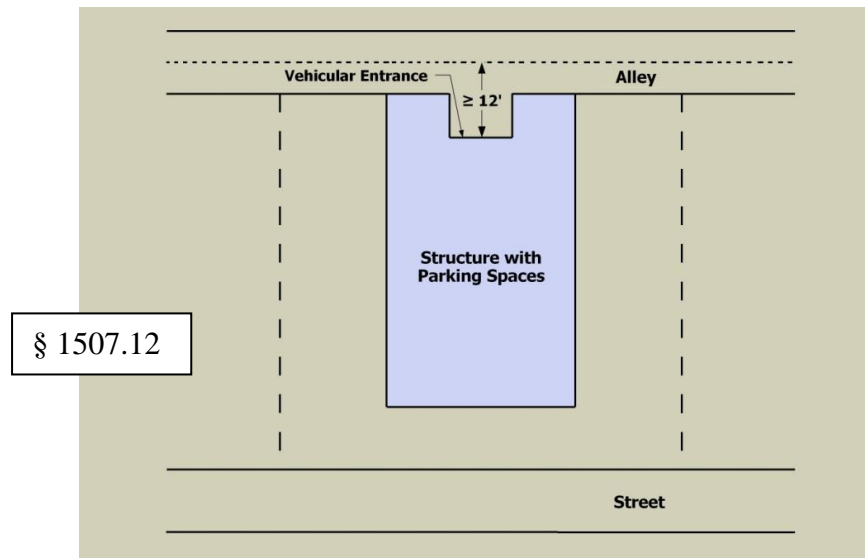 Vehicular Entrance
Alley
≥ 12'
Structure with
Parking Spaces
§ 1507.12
Street